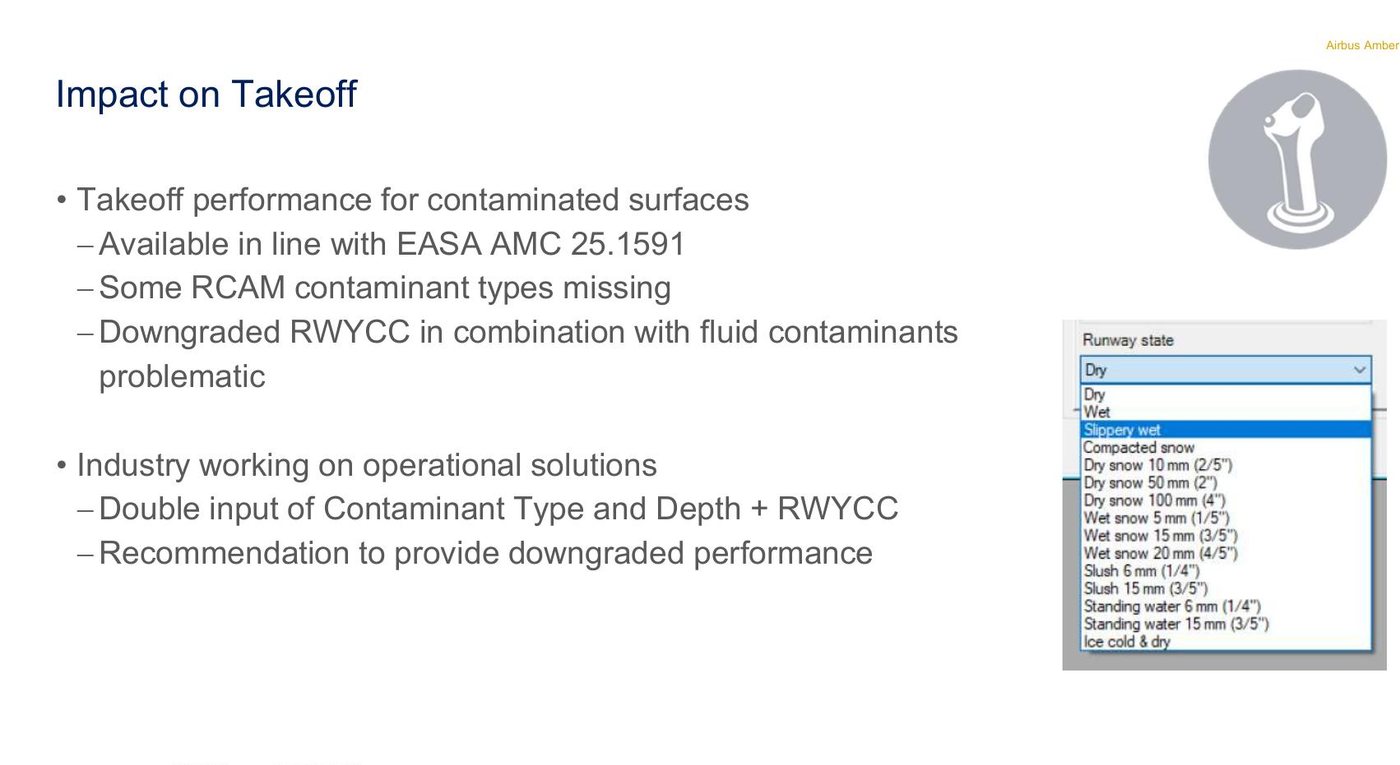 Airbus Amber
Impact on Takeoff
• Takeoff performance for contaminated surfaces
–Available in line with EASA AMC 25.1591
–Some RCAM contaminant types missing
–Downgraded RWYCC in combination with fluid contaminants
problematic
• Industry working on operational solutions
–Double input of Contaminant Type and Depth + RWYCC
–Recommendation to provide downgraded performance
Runway state
Dry
Dry
Wet
Slippery wet
Compacted snow
Dry snow 10 mm (2/5")
Dry snow 50 mm (2")
Dry snow 100 mm (4")
Wet snow 5 mm (1/5")
Wet snow 15 mm (3/5")
Wet snow 20 mm (4/5")
Slush 6 mm (1/4")
Slush 15 mm (3/5")
Standing water 6 mm (1/4")
Standing water 15 mm (3/5")
Ice cold & dry